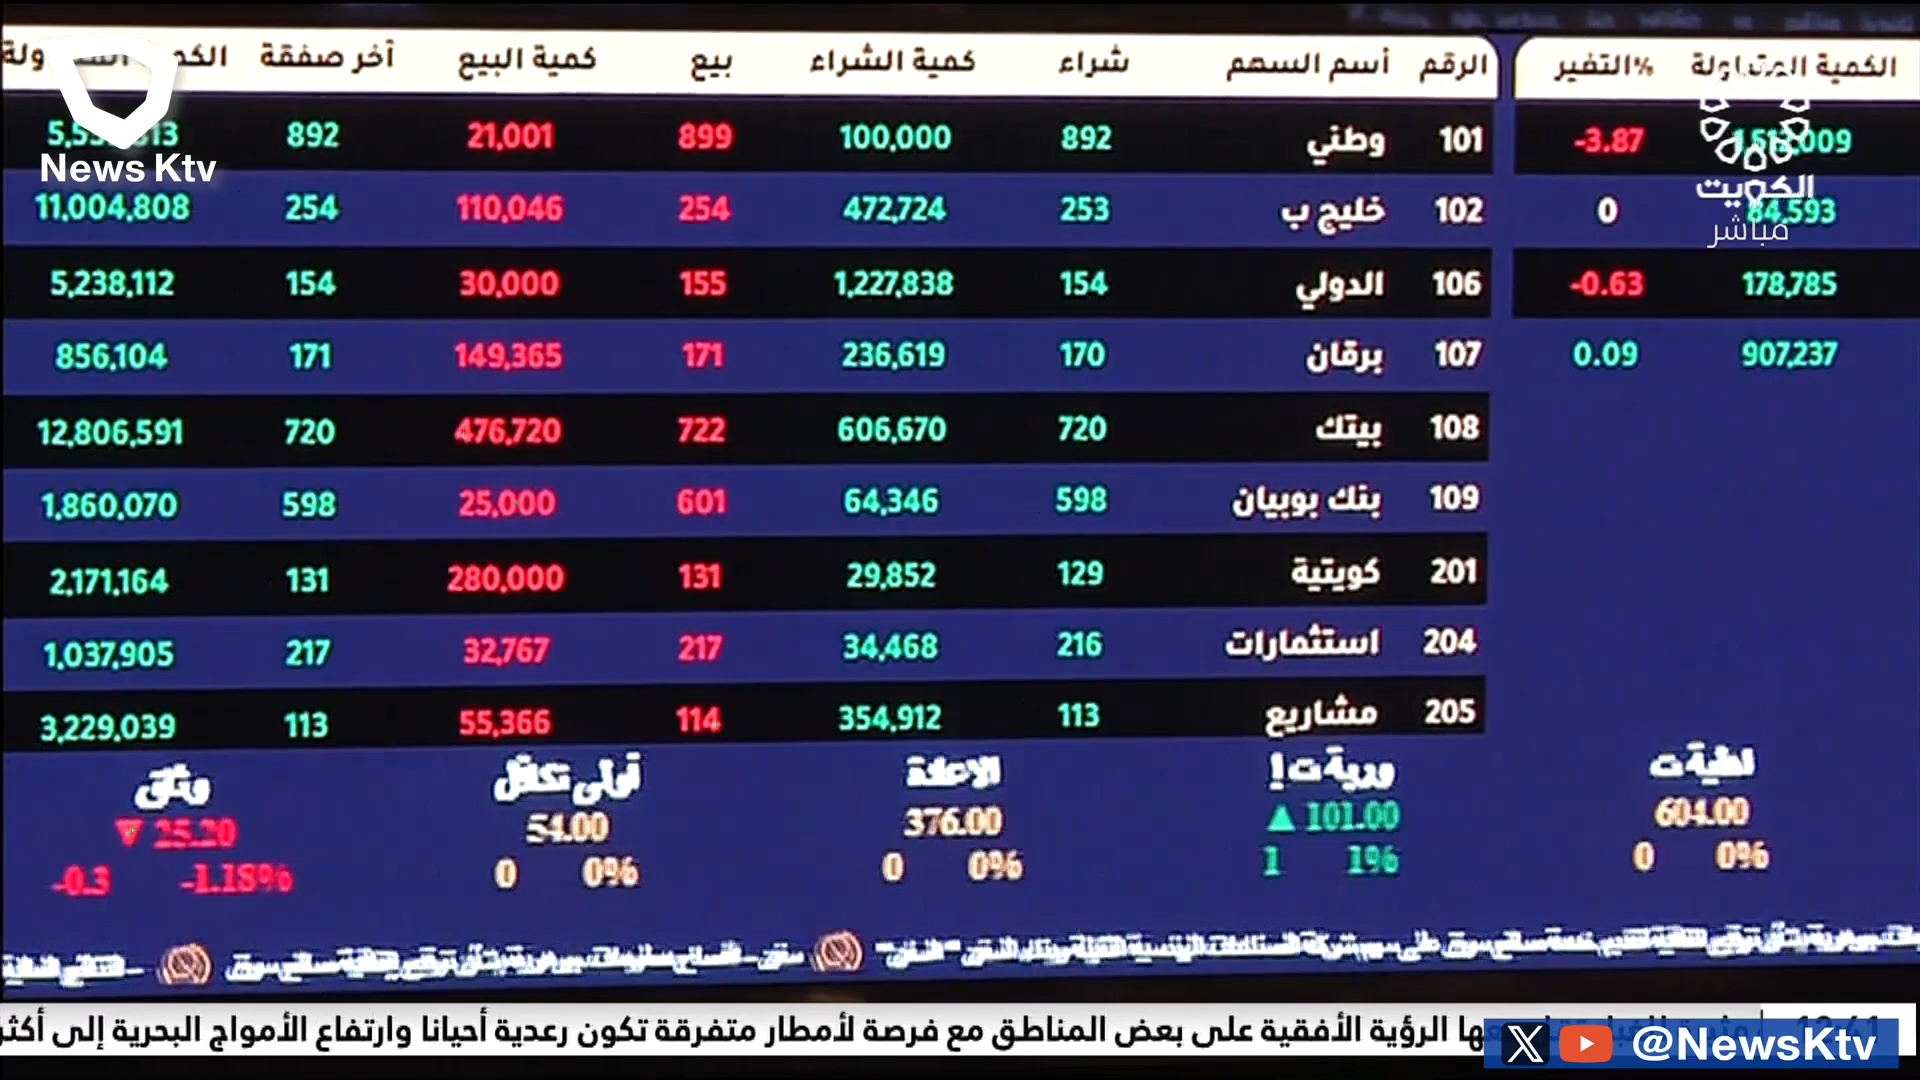 News Ktv
الكويت
مباشر
الكمية المتداولة %التغير
-3.87
84,593 0
178,785 -0.63
907,237 0.09
الرقم أسم السهم شراء كمية الشراء بيع كمية البيع آخر صفقة
101 وطني 892 100,000 899 21,001 892
102 خليج ب 253 472,724 254 110,046 254 11,004,808
106 الدولي 154 1,227,838 155 30,000 154 5,238,112
107 برقان 170 236,619 171 149,365 171 856,104
108 بيتك 720 606,670 722 476,720 720 12,806,591
109 بنك بوبيان 598 64,346 601 25,000 598 1,860,070
201 كويتية 129 29,852 131 280,000 131 2,171,164
204 استثمارات 216 34,468 217 32,767 217 1,037,905
205 مشاريع 113 354,912 114 55,366 113 3,229,039
الاعادة أولى تكافل وثاق
604.00 ▲ 101.00 376.00 54.00 ▼ 25.20
0 0% 1 1% 0 0% 0 0% -0.3 -1.18%
الرؤية الأفقية على بعض المناطق مع فرصة لأمطار متفرقة تكون رعدية أحيانا وارتفاع الأمواج البحرية إلى أكثر
@NewsKtv